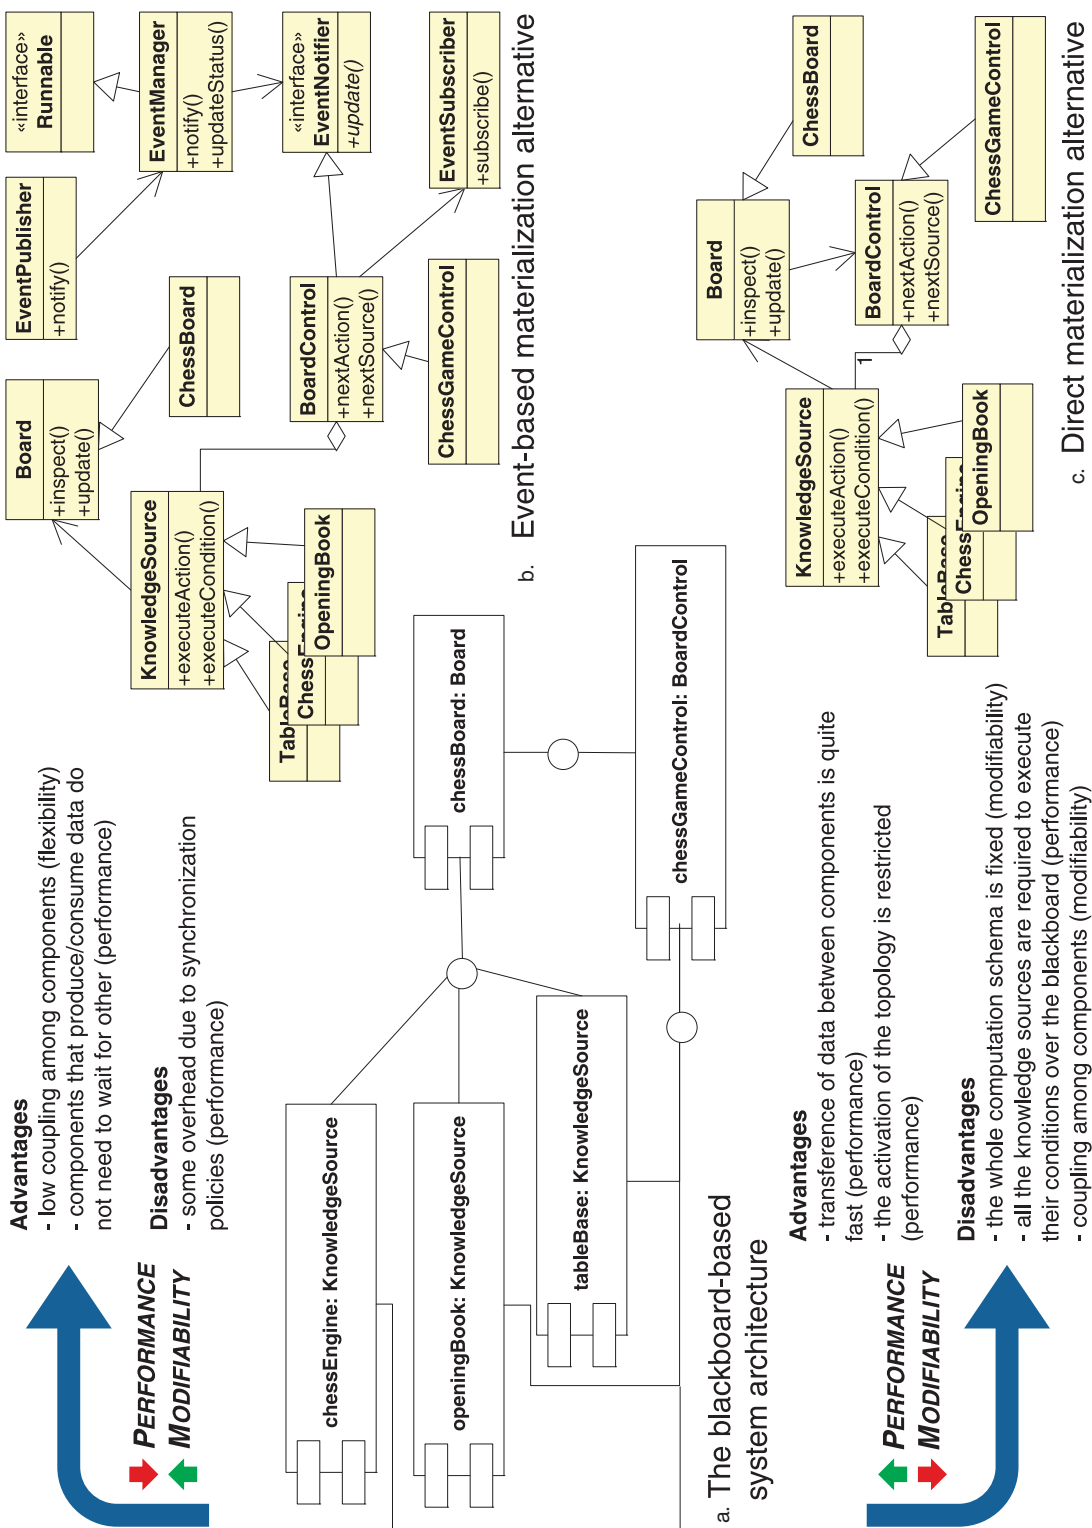 Advantages
- low coupling among components (flexibility)
- components that produce/consume data do
not need to wait for other (performance)
Disadvantages
- some overhead due to synchronization
policies (performance)
PERFORMANCE
MODIFIABILITY
Board
+inspect()
+update()
ChessBoard
EventPublisher
+notify()
«interface»
Runnable
EventManager
+notify()
+updateStatus()
«interface»
EventNotifier
+update()
EventSubscriber
+subscribe()
KnowledgeSource
+executeAction()
+executeCondition()
BoardControl
+nextAction()
+nextSource()
ChessGameControl
OpeningBook
b. Event-based materialization alternative
chessEngine: KnowledgeSource
openingBook: KnowledgeSource
tableBase: KnowledgeSource
chessBoard: Board
chessGameControl: BoardControl
a. The blackboard-based
system architecture
PERFORMANCE
MODIFIABILITY
Advantages
- transference of data between components is quite
fast (performance)
- the activation of the topology is restricted
(performance)
Disadvantages
- the whole computation schema is fixed (modifiability)
- all the knowledge sources are required to execute
their conditions over the blackboard (performance)
- coupling among components (modifiability)
Board
+inspect()
+update()
ChessBoard
KnowledgeSource
+executeAction()
+executeCondition()
1
BoardControl
+nextAction()
+nextSource()
ChessGameControl
OpeningBook
c. Direct materialization alternative